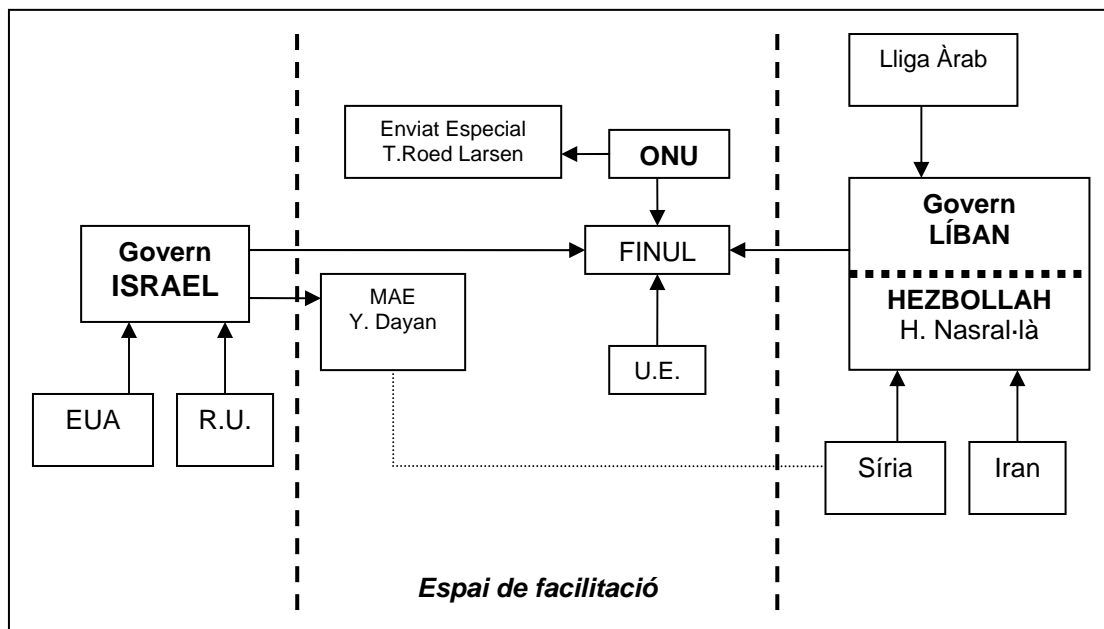 Lliga Àrab
Enviat Especial
T.Roed Larsen
ONU
Govern
LÍBAN
HEZBOLLAH
H. Nasral·là
Govern
ISRAEL
FINUL
MAE
Y. Dayan
U.E.
EUA
R.U.
Síria
Iran
Espai de facilitació